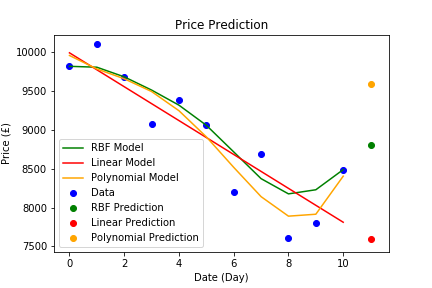 Price Prediction
Price (£)
10000
9500
9000
8500
8000
7500
RBF Model
Linear Model
Polynomial Model
Data
RBF Prediction
Linear Prediction
Polynomial Prediction
0 2 4 6 8 10
Date (Day)